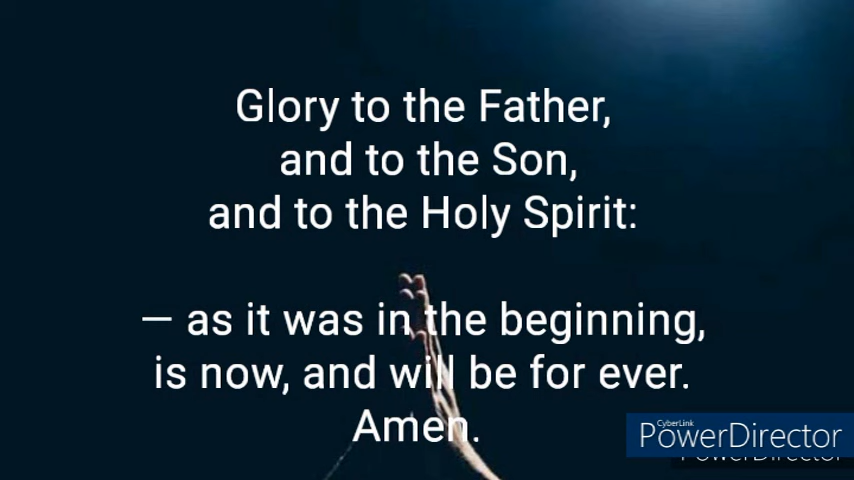 Glory to the Father,
and to the Son,
and to the Holy Spirit:
— as it was in the beginning,
is now, and will be for ever.
Amen.
CyberLink
PowerDirector
PowerDirector